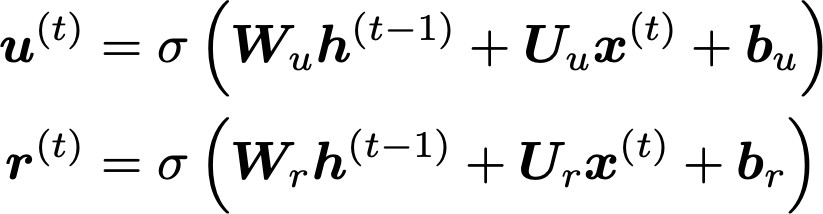 𝒖^{(t)} = σ(𝑾_u 𝒉^{(t−1)} + 𝑼_u 𝒙^{(t)} + 𝒃_u)
𝒓^{(t)} = σ(𝑾_r 𝒉^{(t−1)} + 𝑼_r 𝒙^{(t)} + 𝒃_r)